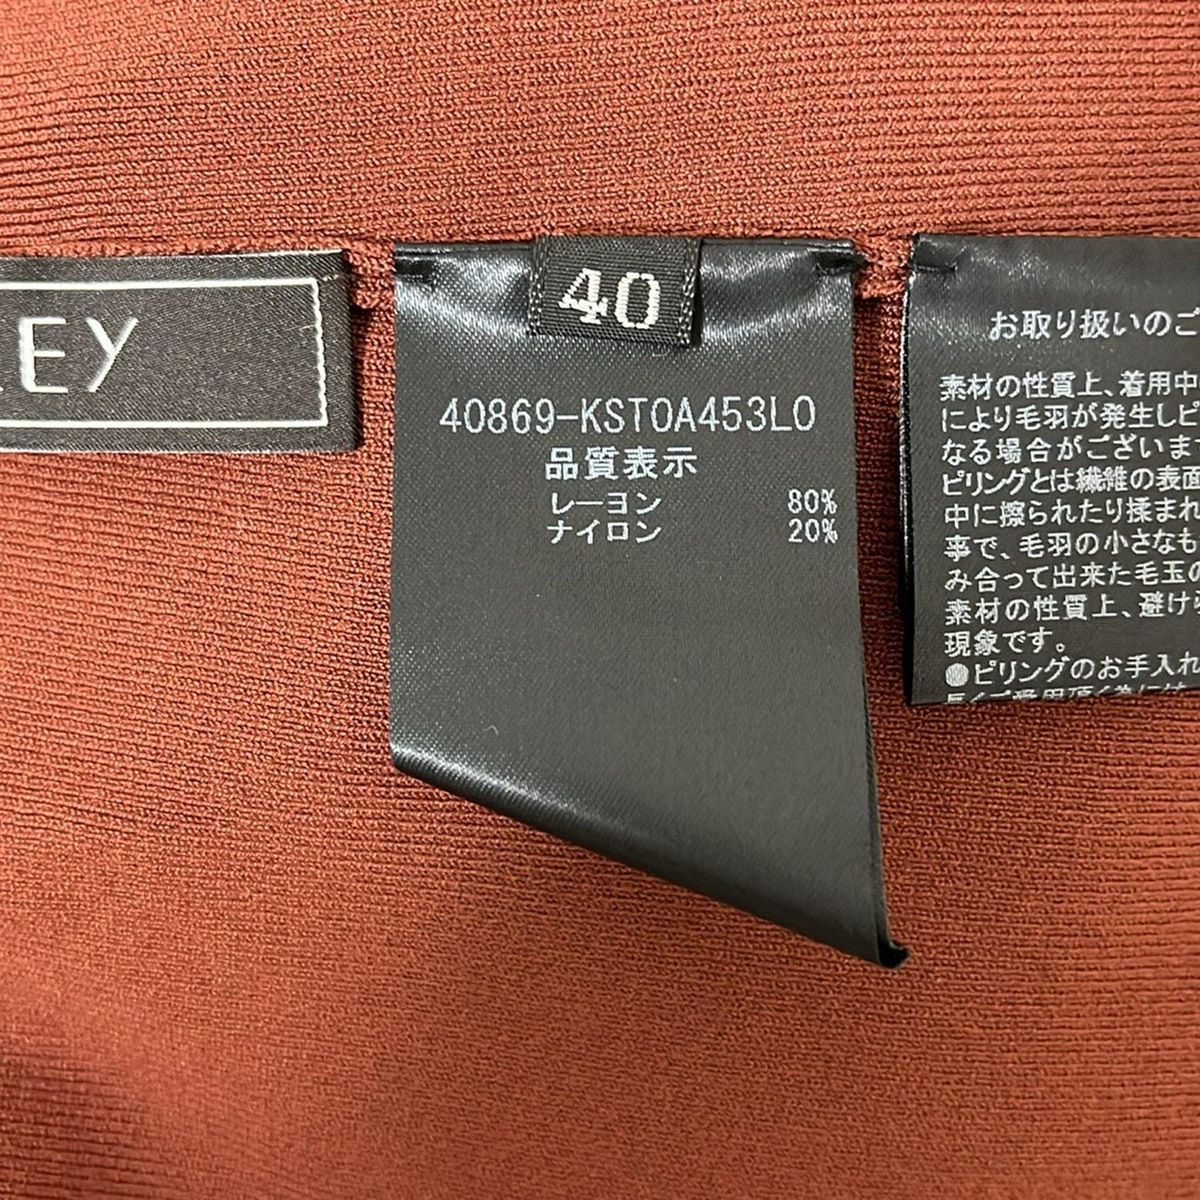 EY
40
40869-KST0A453L0
品質表示
レーヨン 80%
ナイロン 20%
お取り扱いのご
素材の性質上、着用中
により毛羽が発生しピ
なる場合がございま
ピリングとは繊維の表面
中に擦られたり揉まれ
事で、毛羽の小さなも
み合って出来た毛玉の
素材の性質上、避けら
現象です。
●ピリングのお手入れ